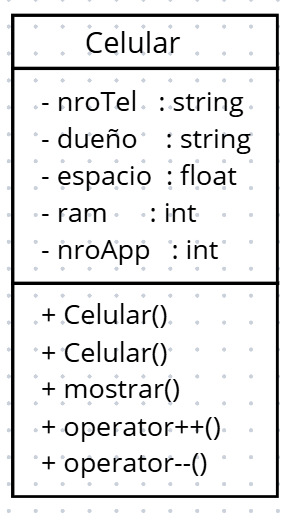 Celular
- nroTel : string
- dueño : string
- espacio : float
- ram : int
- nroApp : int
+ Celular()
+ Celular()
+ mostrar()
+ operator++()
+ operator--()